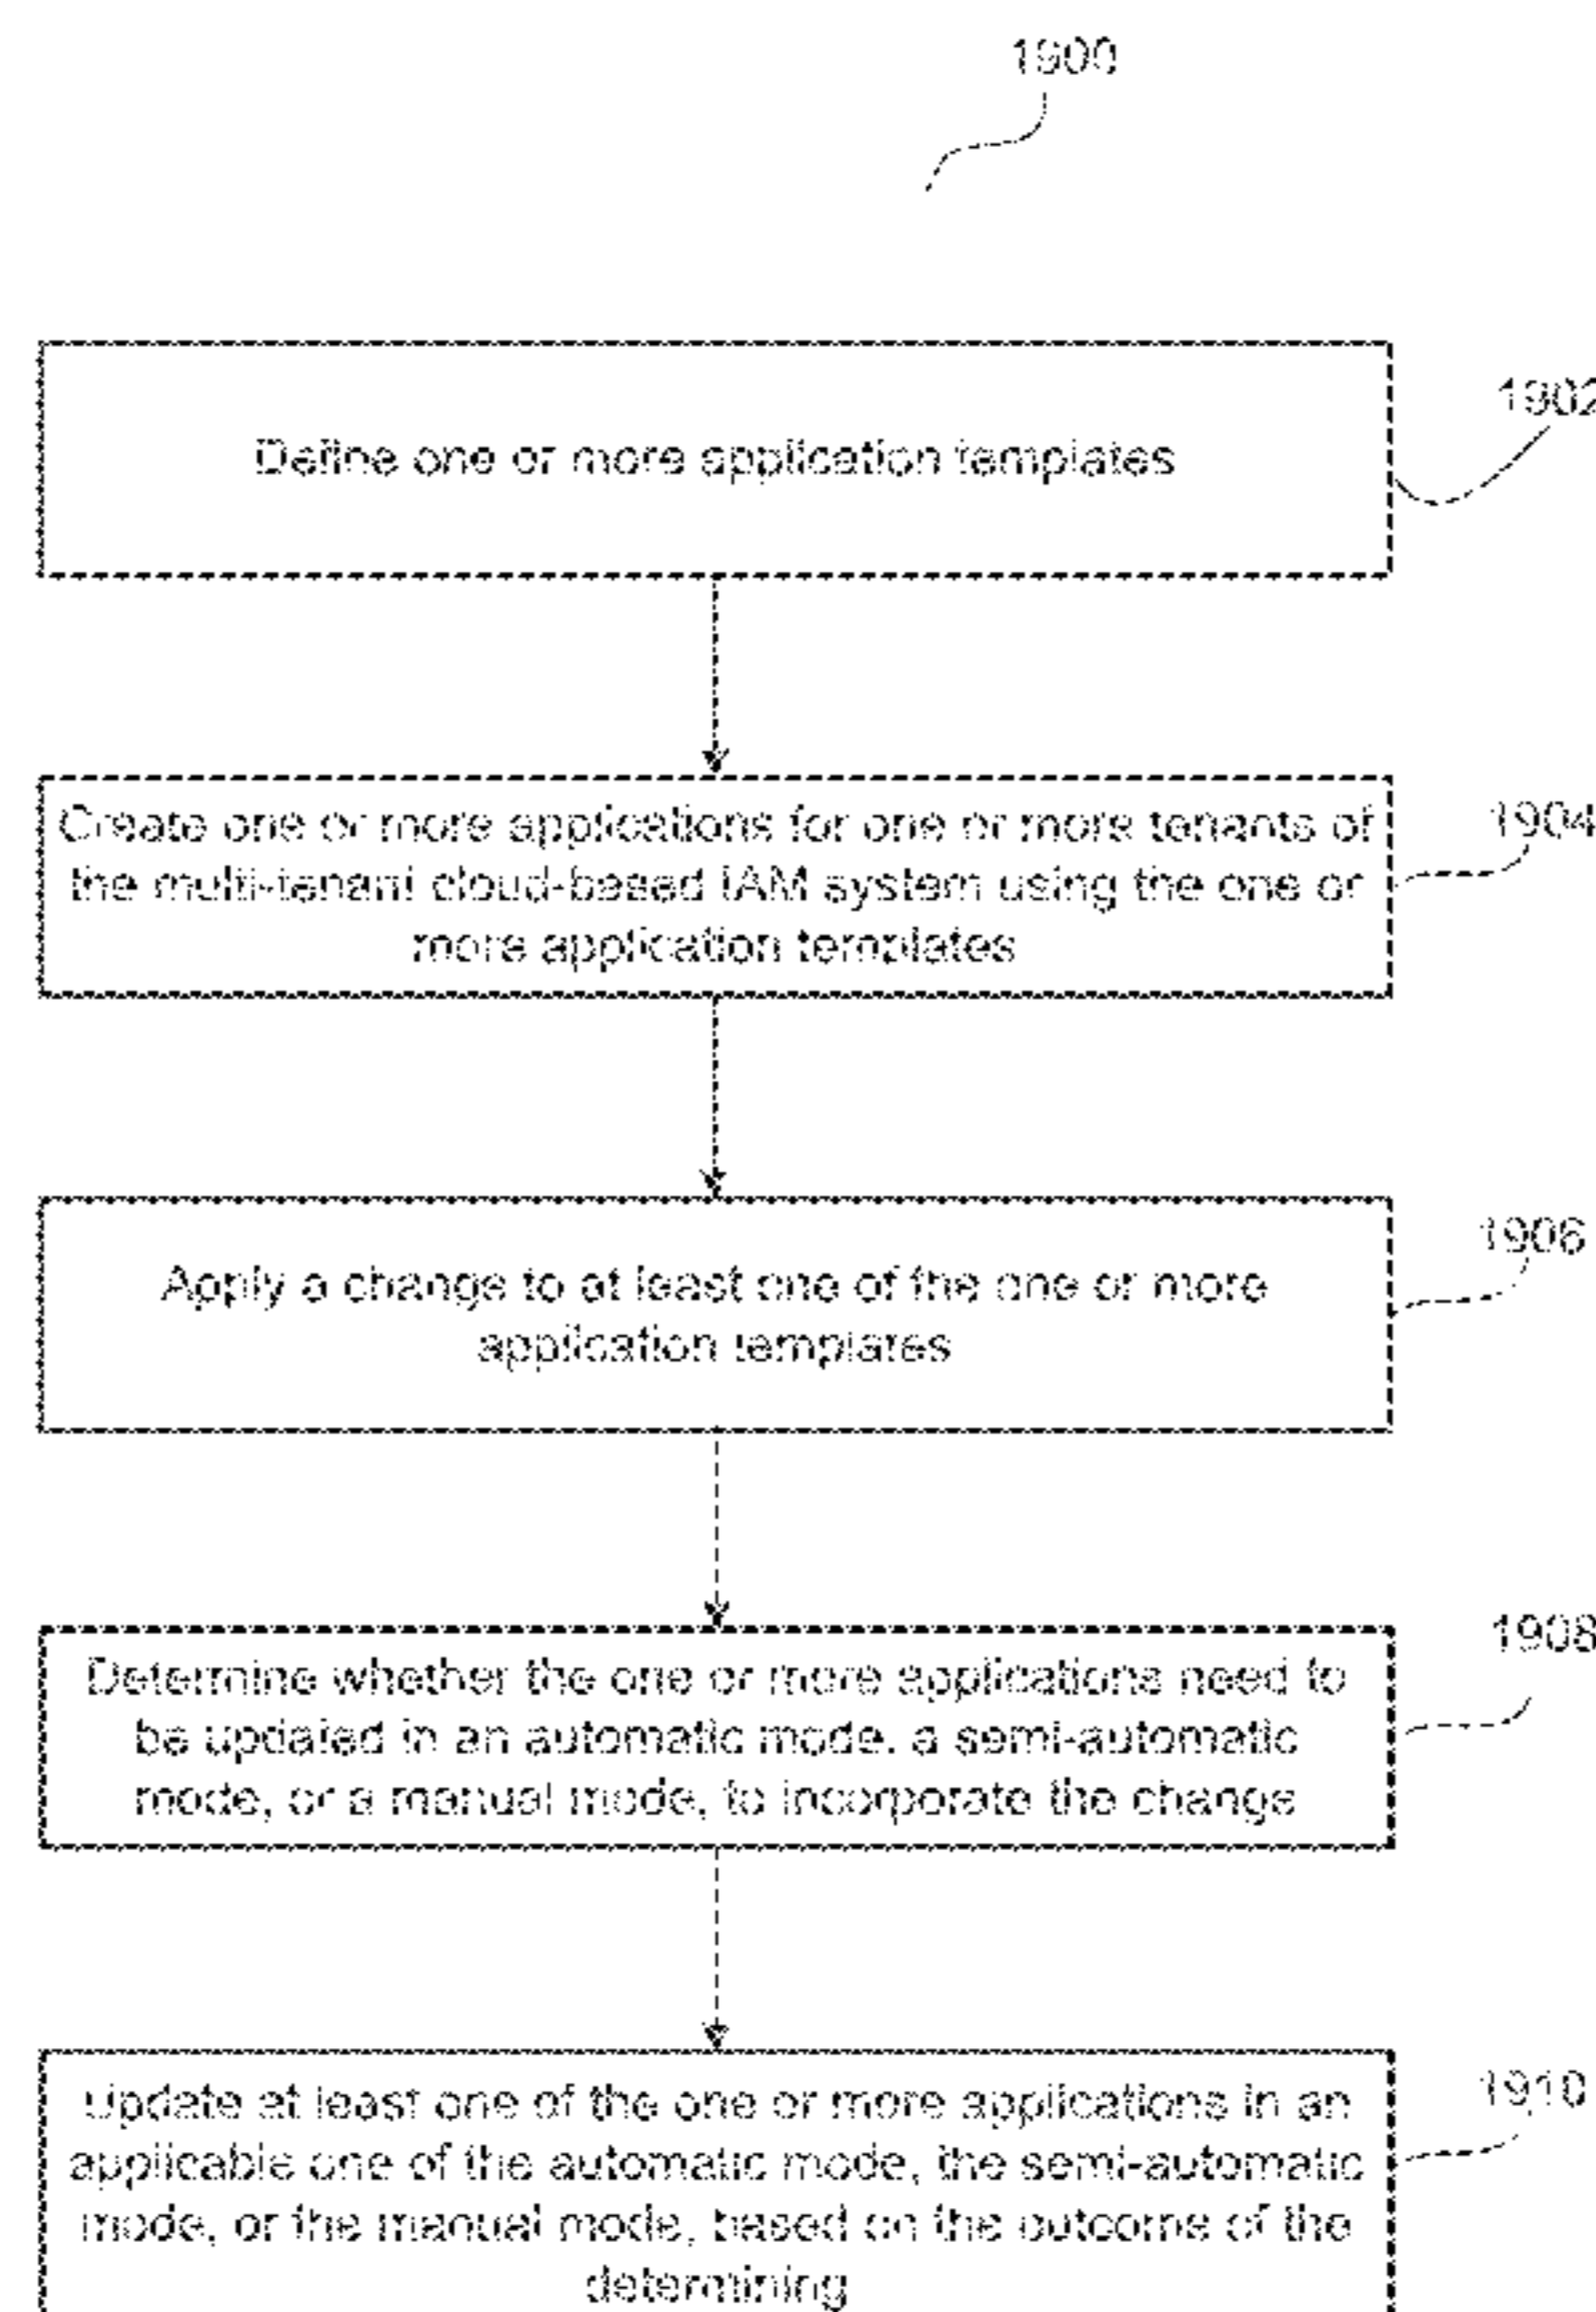 1900
1902
Define one or more application templates
1904
Create one or more applications for one or more tenants of
the multi-tenant cloud-based IAM system using the one or
more application templates
1906
Apply a change to at least one of the one or more
application templates
1908
Determine whether the one or more applications need to
be updated in an automatic mode, a semi-automatic
mode, or a manual mode, to incorporate the change
1910
Update at least one of the one or more applications in an
applicable one of the automatic mode, the semi-automatic
mode, or the manual mode, based on the outcome of the
determining